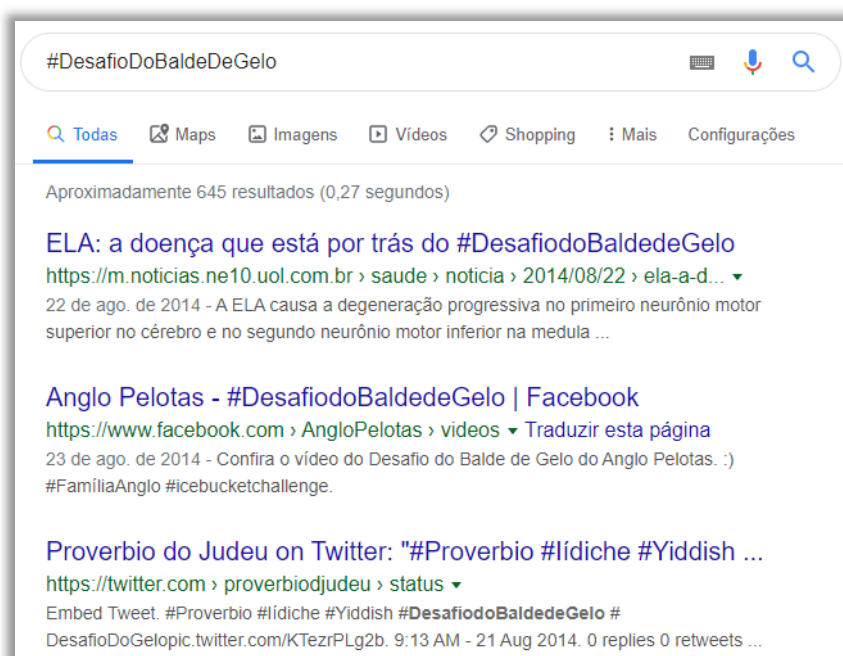 #DesafioDoBaldeDeGelo
Todas Maps Imagens Vídeos Shopping Mais Configurações
Aproximadamente 645 resultados (0,27 segundos)
ELA: a doença que está por trás do #DesafiodoBaldedeGelo
https://m.noticias.ne10.uol.com.br › saude › noticia › 2014/08/22 › ela-a-d...
22 de ago. de 2014 - A ELA causa a degeneração progressiva no primeiro neurônio motor
superior no cérebro e no segundo neurônio motor inferior na medula ...
Anglo Pelotas - #DesafiodoBaldedeGelo | Facebook
https://www.facebook.com › AngloPelotas › videos Traduzir esta página
23 de ago. de 2014 - Confira o vídeo do Desafio do Balde de Gelo do Anglo Pelotas. :)
#FamíliaAnglo #icebucketchallenge.
Proverbio do Judeu on Twitter: "#Proverbio #Iídiche #Yiddish ...
https://twitter.com › proverbiodjudeu › status
Embed Tweet. #Proverbio #Iídiche #Yiddish #DesafiodoBaldedeGelo #
DesafioDoGelopic.twitter.com/KTezrPLg2b. 9:13 AM - 21 Aug 2014. 0 replies 0 retweets ...